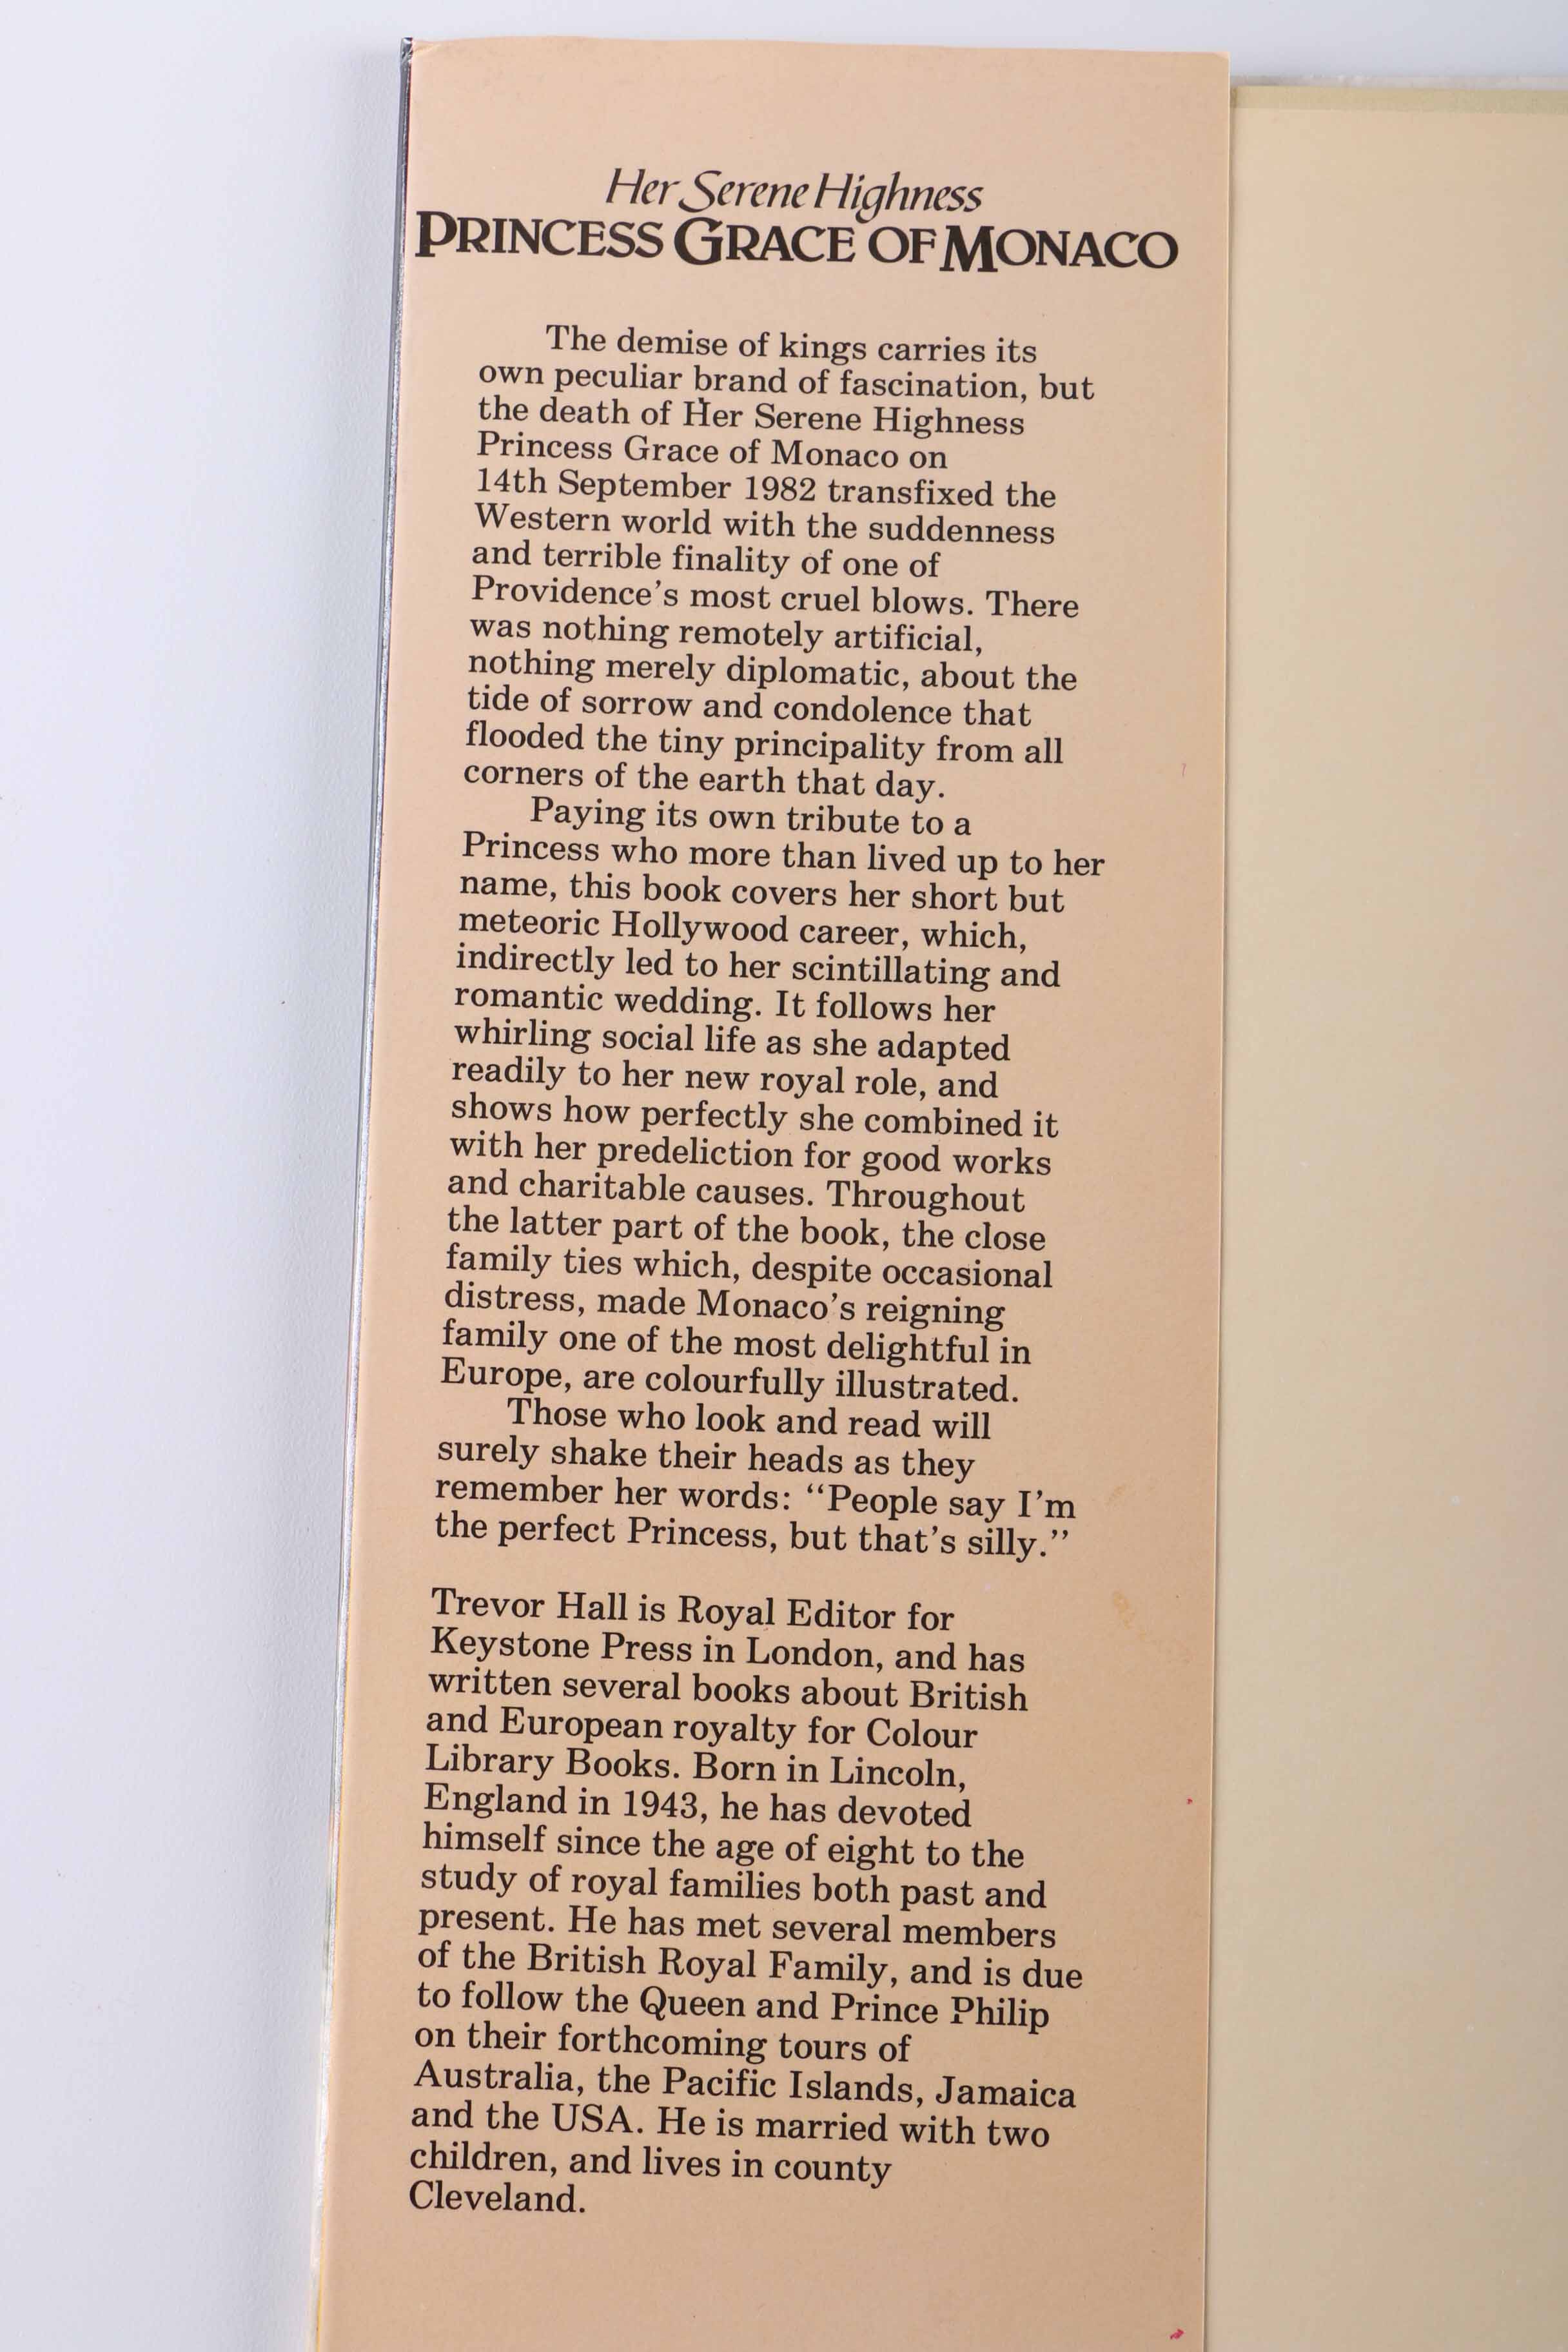 Her Serene Highness
PRINCESS GRACE OF MONACO
The demise of kings carries its
own peculiar brand of fascination, but
the death of Her Serene Highness
Princess Grace of Monaco on
14th September 1982 transfixed the
Western world with the suddenness
and terrible finality of one of
Providence's most cruel blows. There
was nothing remotely artificial,
nothing merely diplomatic, about the
tide of sorrow and condolence that
flooded the tiny principality from all
corners of the earth that day.
Paying its own tribute to a
Princess who more than lived up to her
name, this book covers her short but
meteoric Hollywood career, which,
indirectly led to her scintillating and
romantic wedding. It follows her
whirling social life as she adapted
readily to her new royal role, and
shows how perfectly she combined it
with her predeliction for good works
and charitable causes. Throughout
the latter part of the book, the close
family ties which, despite occasional
distress, made Monaco's reigning
family one of the most delightful in
Europe, are colourfully illustrated.
Those who look and read will
surely shake their heads as they
remember her words: "People say I'm
the perfect Princess, but that's silly."
Trevor Hall is Royal Editor for
Keystone Press in London, and has
written several books about British
and European royalty for Colour
Library Books. Born in Lincoln,
England in 1943, he has devoted
himself since the age of eight to the
study of royal families both past and
present. He has met several members
of the British Royal Family, and is due
to follow the Queen and Prince Philip
on their forthcoming tours of
Australia, the Pacific Islands, Jamaica
and the USA. He is married with two
children, and lives in county
Cleveland.